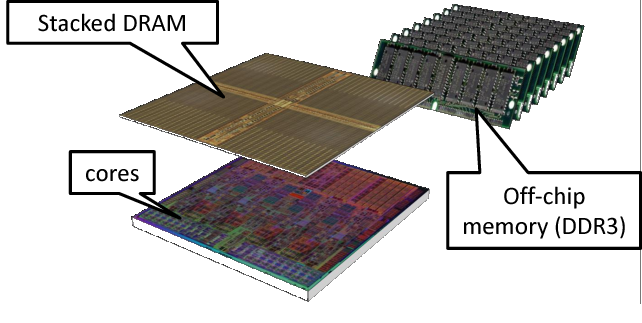 Stacked DRAM
cores
Off-chip
memory (DDR3)